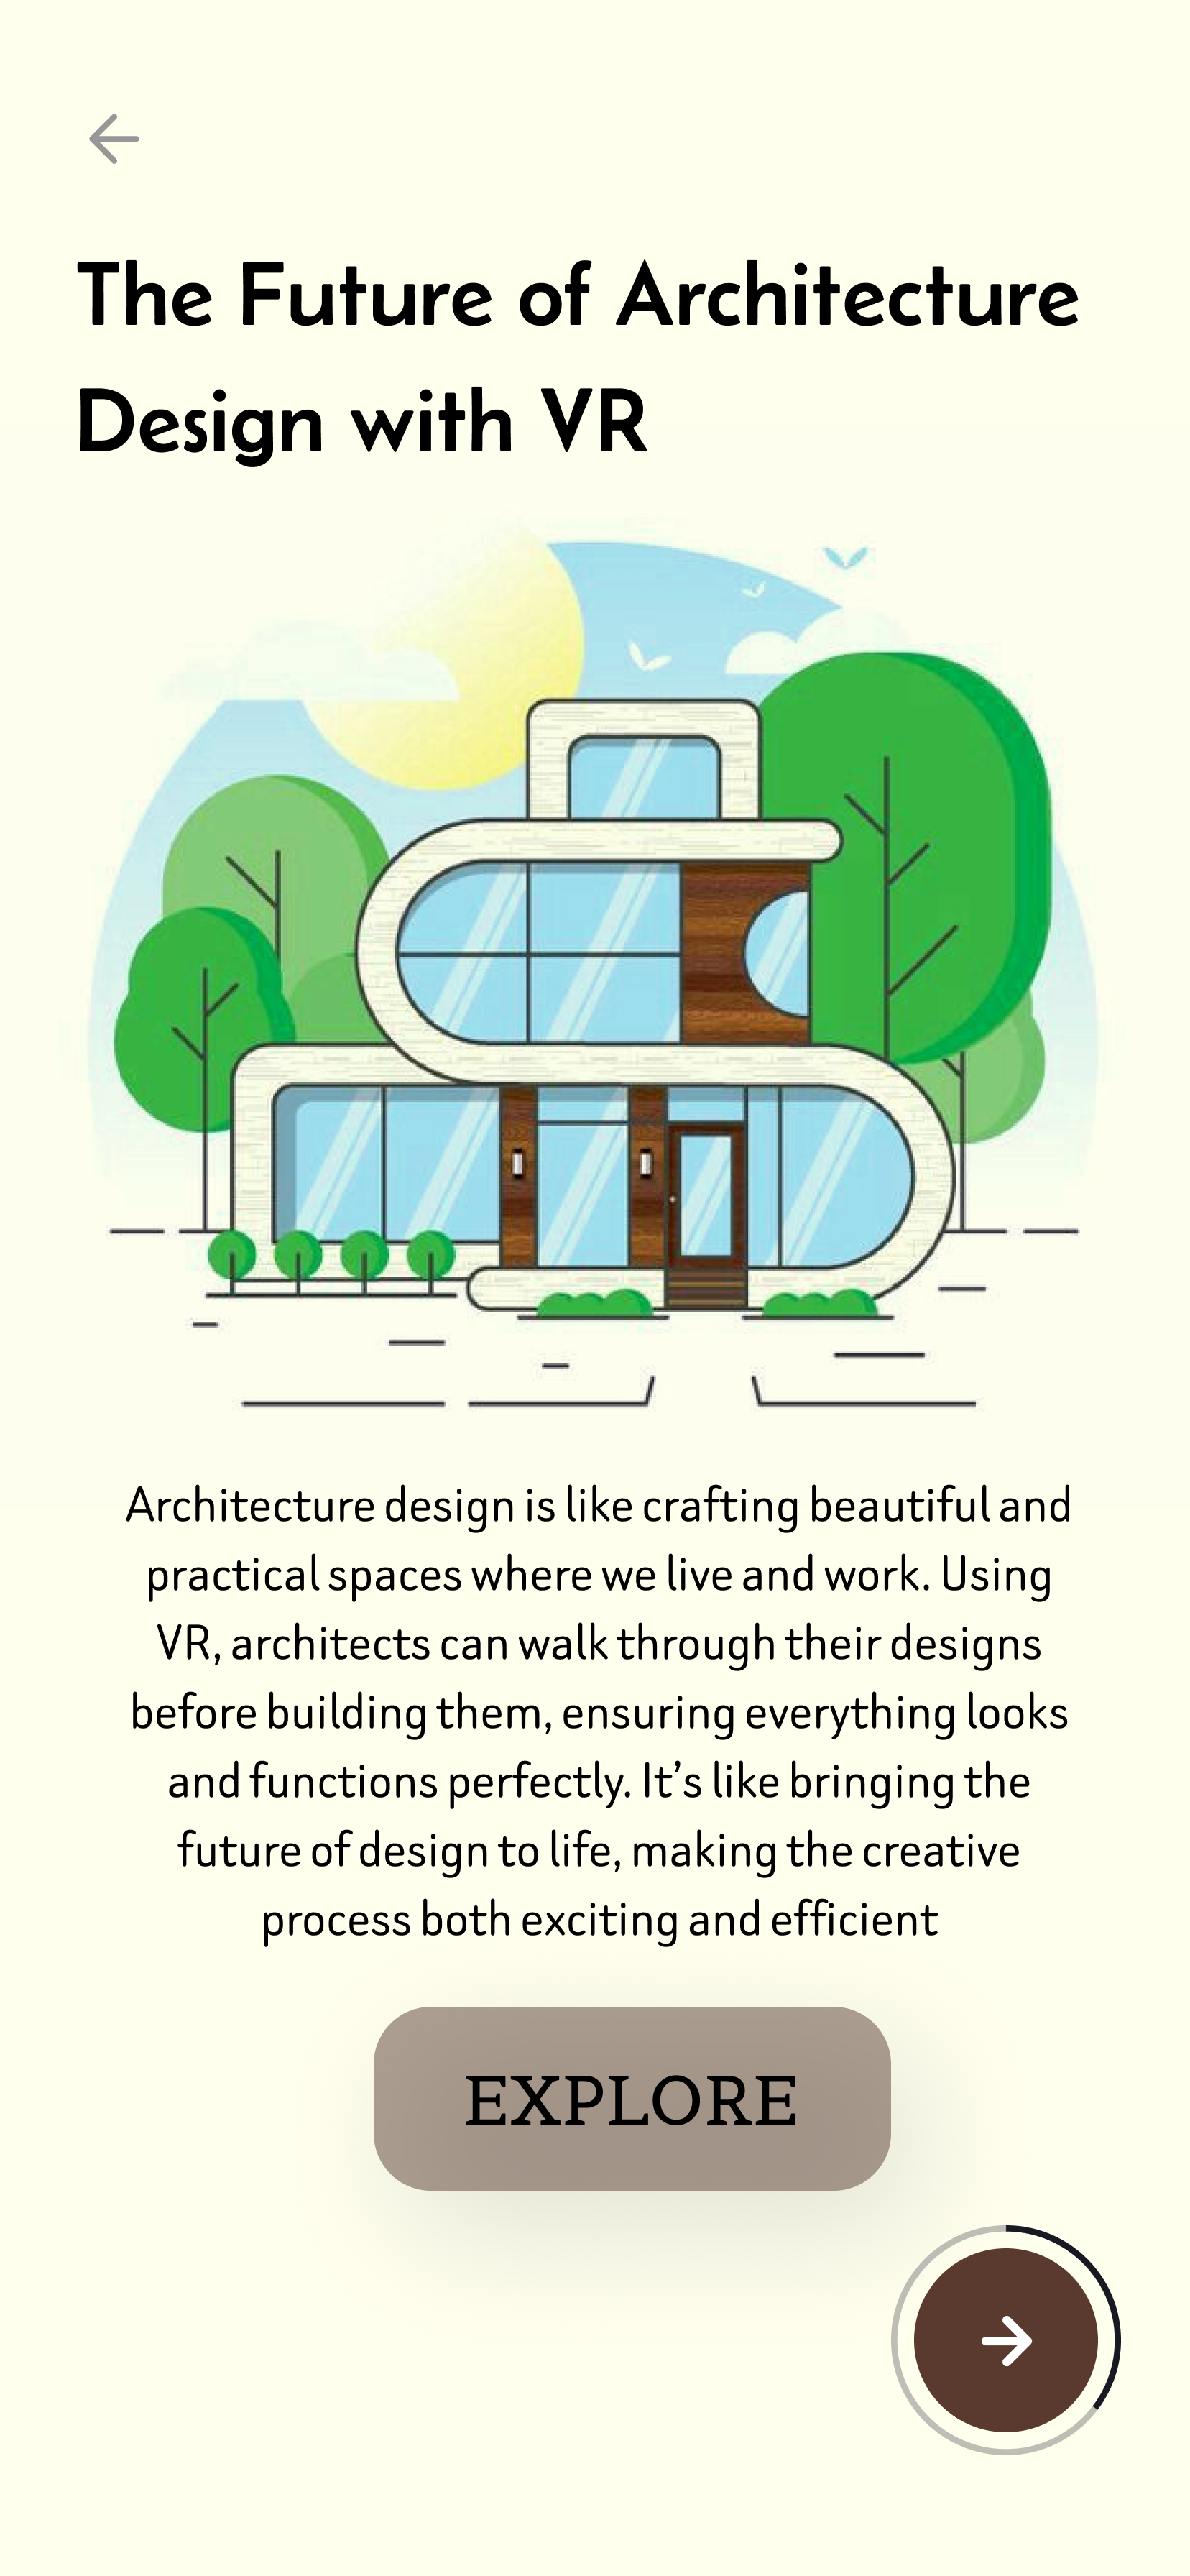 The Future of Architecture
Design with VR
Architecture design is like crafting beautiful and
practical spaces where we live and work. Using
VR, architects can walk through their designs
before building them, ensuring everything looks
and functions perfectly. It’s like bringing the
future of design to life, making the creative
process both exciting and efficient
EXPLORE